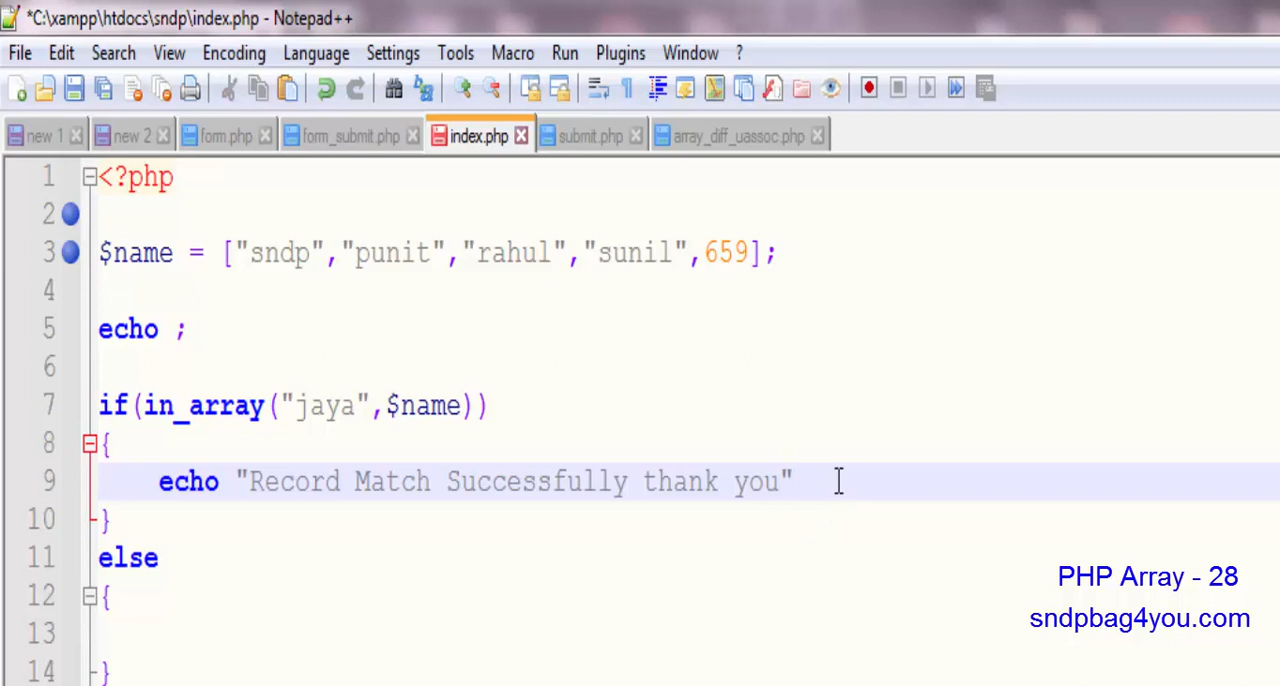 *C:\xampp\htdocs\sndp\index.php - Notepad++
File Edit Search View Encoding Language Settings Tools Macro Run Plugins Window ?
new 1 new 2 form.php form_submit.php index.php submit.php array_diff_uassoc.php
1 <?php
2
3 $name = ["sndp","punit","rahul","sunil",659];
4
5 echo ;
6
7 if(in_array("jaya",$name))
8 {
9 echo "Record Match Successfully thank you"
10 }
11 else
12 {
13
14 }
PHP Array - 28
sndpbag4you.com